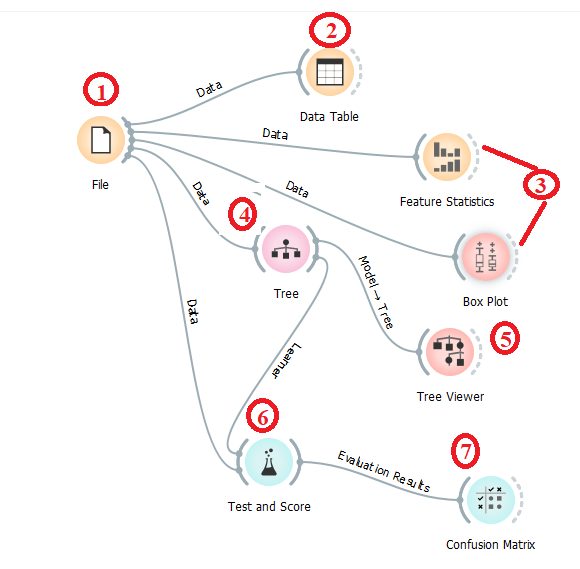 2
1
Data
Data Table
Data
File
Feature Statistics
3
Data
Data
4
Tree
Box Plot
Model → Tree
Data
5
Learner
Tree Viewer
6
7
Evaluation Results
Test and Score
Confusion Matrix